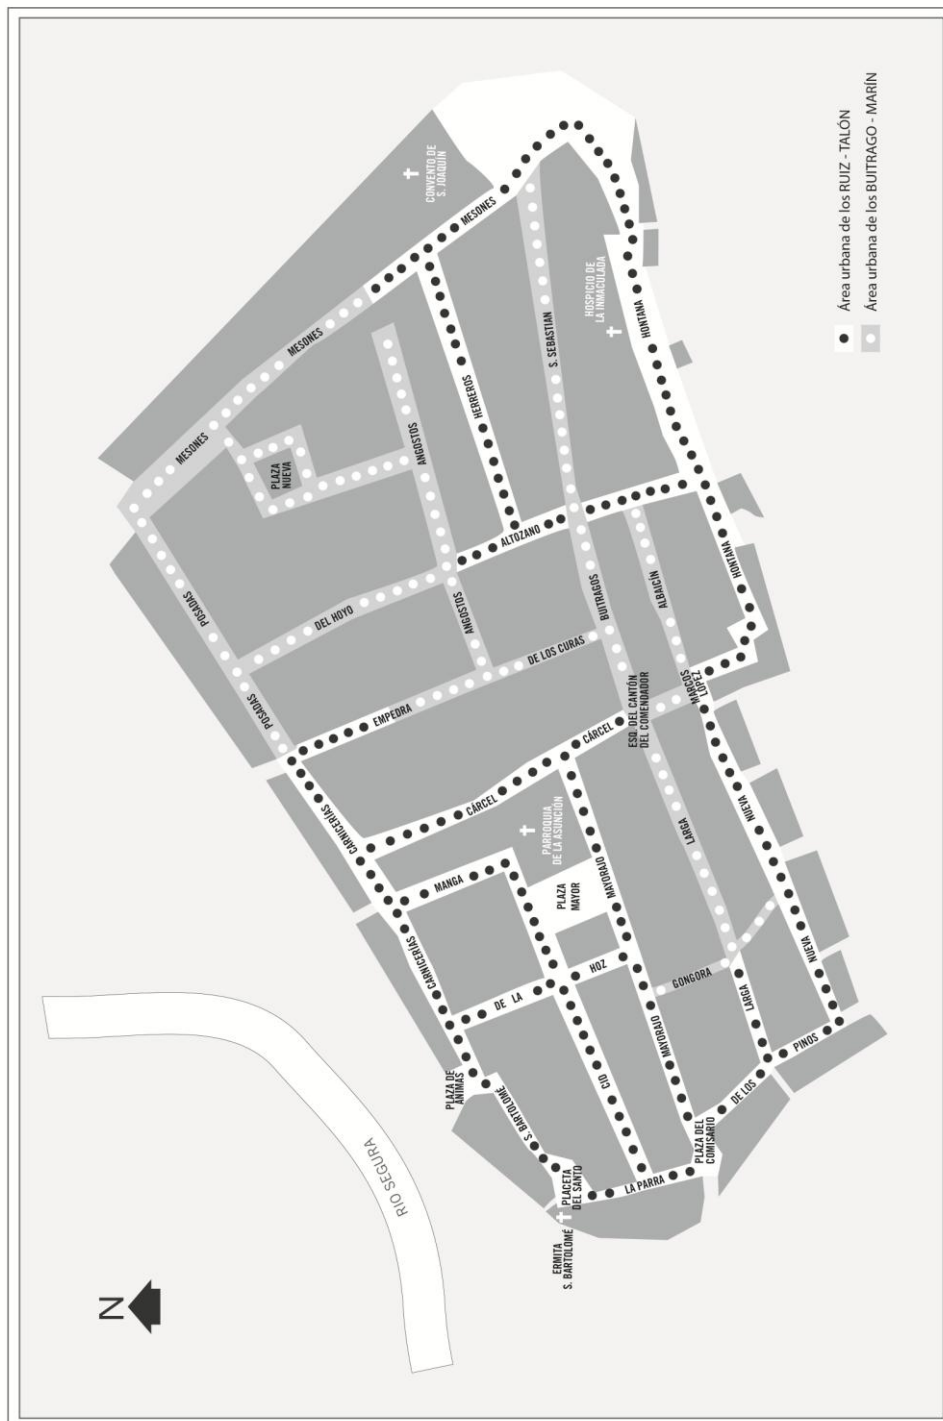 N
RIO SEGURA
ERMITA
S. BARTOLOMÉ
PLACETA
DEL SANTO
S. BARTOLOMÉ
PLAZA DE
ÁNIMAS
LA PARRA
PLAZA DEL
COMISARIO
CID
DE LA
HOZ
CARNICERÍAS
CARNICERÍAS
MANGA
PLAZA
MAYOR
PARROQUIA
DE LA ASUNCIÓN
MAYORAJO
MAYORAJO
GONGORA
DE LOS
PINOS
LARGA
LARGA
NUEVA
NUEVA
CÁRCEL
CÁRCEL
ESQ. DEL CANTÓN
DEL COMENDADOR
MARCOS
LÓPEZ
EMPEDRA
DE LOS CURAS
POSADAS
POSADAS
DEL HOYO
ANGOSTOS
ANGOSTOS
BUITRAGOS
ALBAICÍN
ALTOZANO
HONTANA
HONTANA
PLAZA
NUEVA
HERREROS
S. SEBASTIAN
HOSPICIO DE
LA INMACULADA
MESONES
MESONES
MESONES
CONVENTO DE
S. JOAQUÍN
Área urbana de los RUIZ - TALÓN
Área urbana de los BUITRAGO - MARÍN